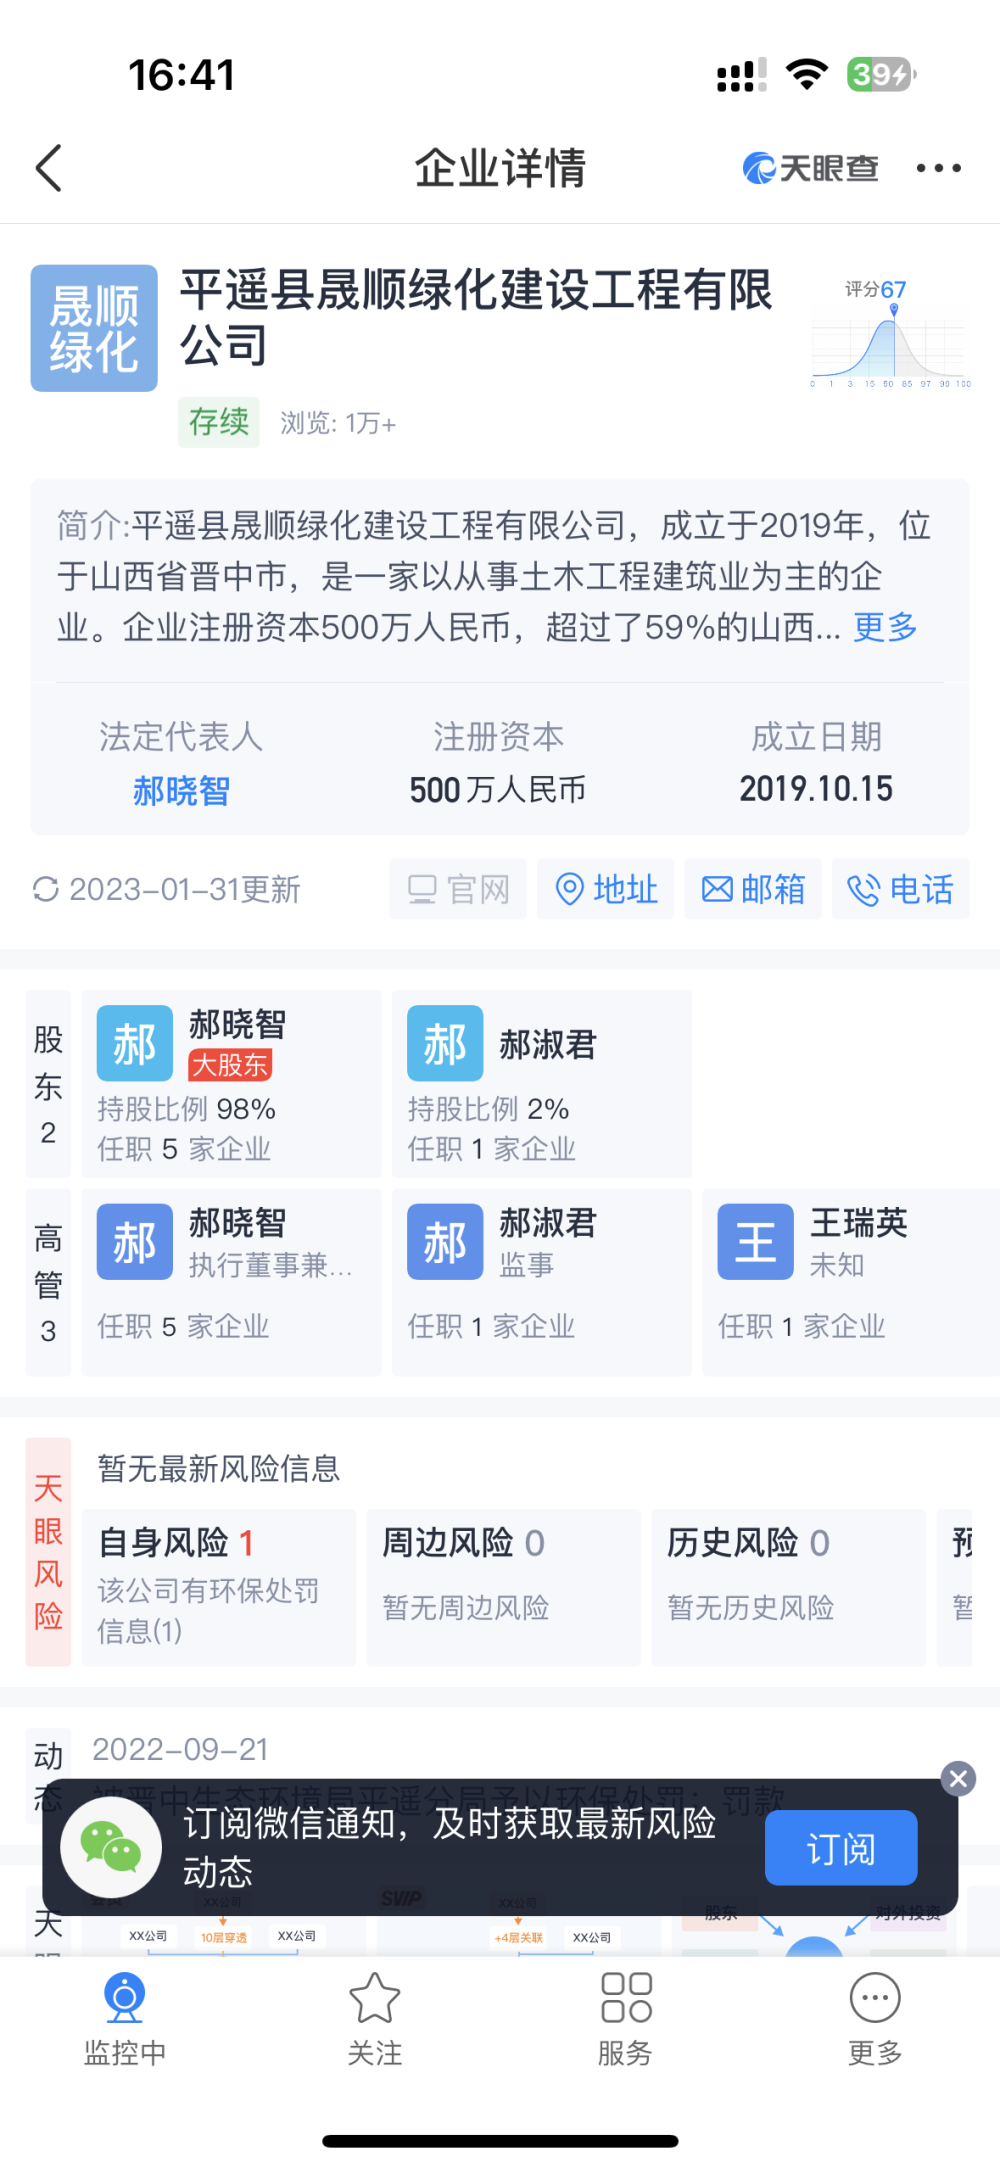 16:41
39
企业详情
天眼查
晟顺
绿化
平遥县晟顺绿化建设工程有限
公司
评分67
0 1 3 15 50 85 97 99 100
存续 浏览: 1万+
简介:平遥县晟顺绿化建设工程有限公司，成立于2019年，位
于山西省晋中市，是一家以从事土木工程建筑业为主的企
业。企业注册资本500万人民币，超过了59%的山西... 更多
法定代表人 注册资本 成立日期
郝晓智 500万人民币 2019.10.15
2023-01-31更新 官网 地址 邮箱 电话
股东2
郝 郝晓智 大股东
持股比例 98%
任职 5 家企业
郝 郝淑君
持股比例 2%
任职 1 家企业
高管3
郝 郝晓智
执行董事兼...
任职 5 家企业
郝 郝淑君
监事
任职 1 家企业
王 王瑞英
未知
任职 1 家企业
天眼风险
暂无最新风险信息
自身风险 1
该公司有环保处罚
信息(1)
周边风险 0
暂无周边风险
历史风险 0
暂无历史风险
预
暂
动态
2022-09-21
被晋中生态环境局平遥分局予以环保处罚：罚款
订阅微信通知，及时获取最新风险
动态
订阅
天
SVIP
XX公司 XX公司
XX公司 10层穿透 XX公司 +4层关联 XX公司 股东 对外投资
监控中 关注 服务 更多